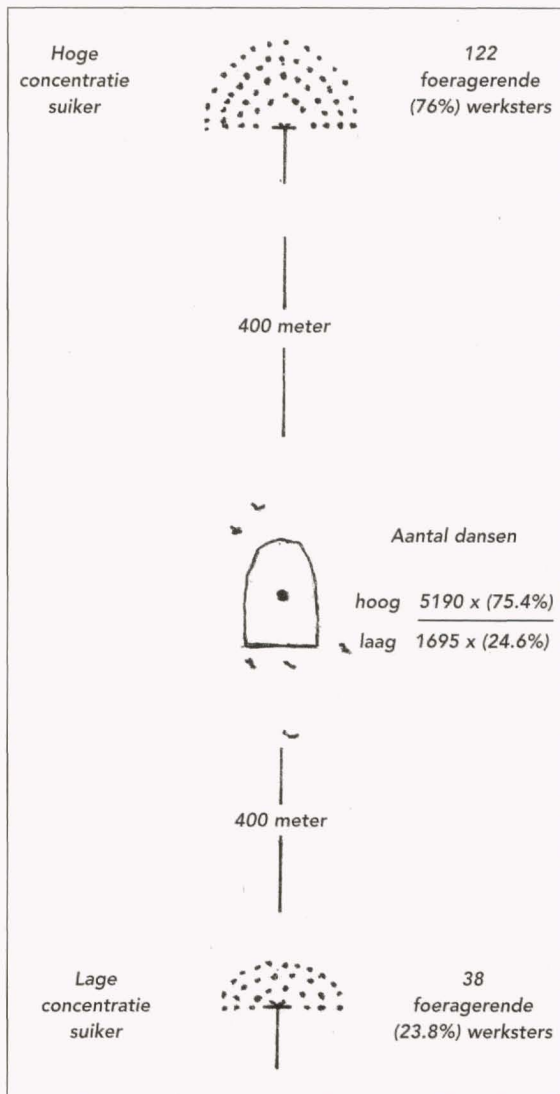 Hoge
concentratie
suiker
122
foeragerende
(76%) werksters
400 meter
Aantal dansen
hoog 5190 x (75.4%)
laag 1695 x (24.6%)
400 meter
Lage
concentratie
suiker
38
foeragerende
(23.8%) werksters